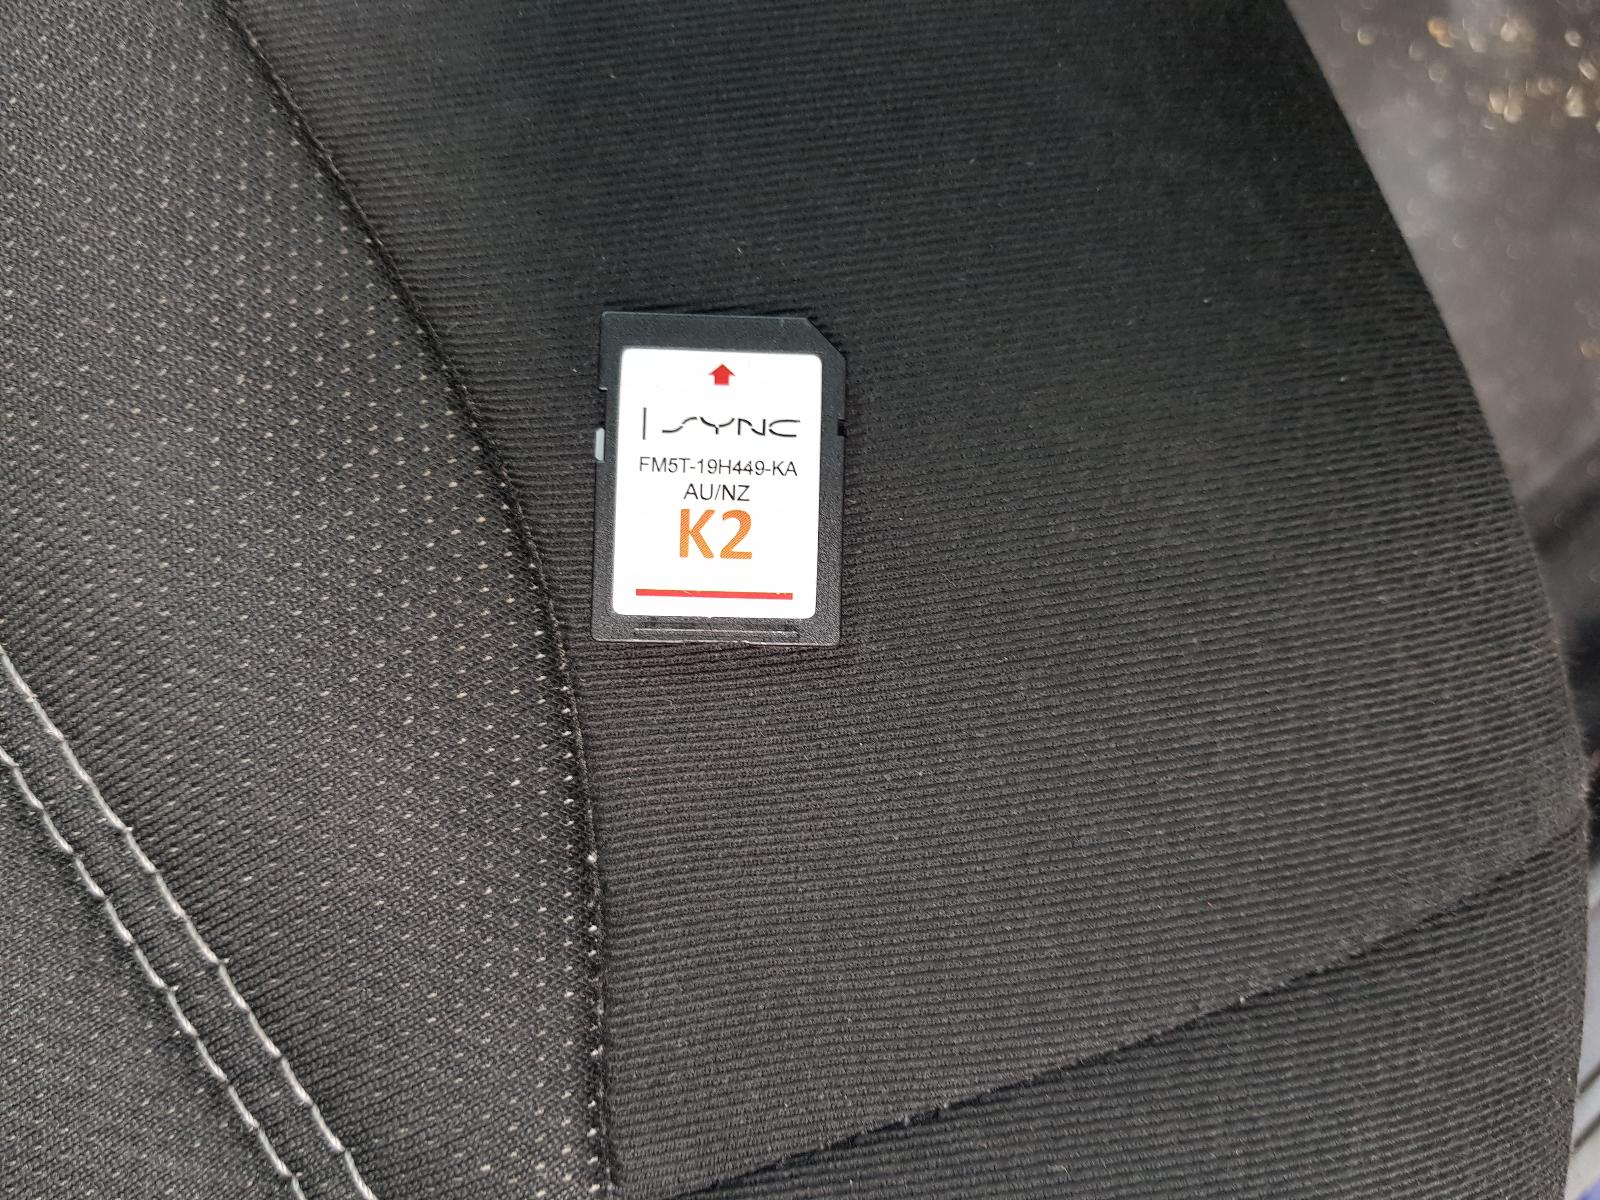 SYNC
FM5T-19H449-KA
AU/NZ
K2